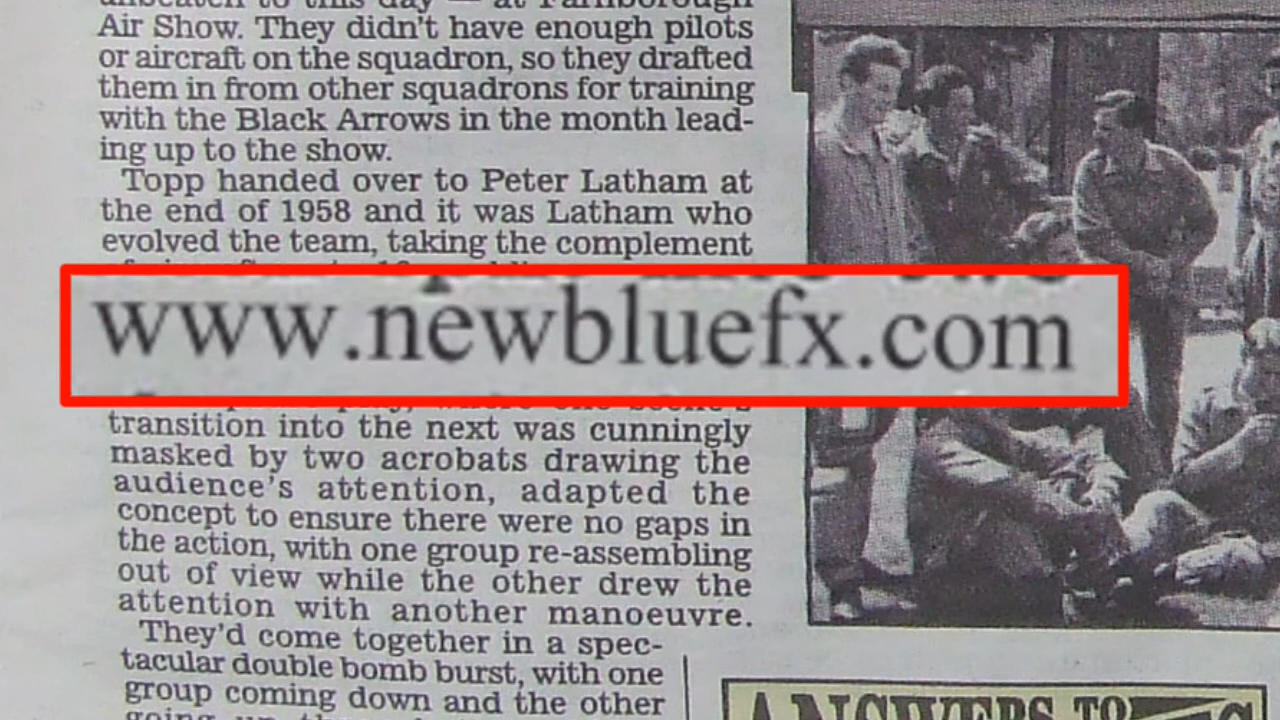 unbeaten to this day — at Farnborough
Air Show. They didn't have enough pilots
or aircraft on the squadron, so they drafted
them in from other squadrons for training
with the Black Arrows in the month lead-
ing up to the show.
Topp handed over to Peter Latham at
the end of 1958 and it was Latham who
evolved the team, taking the complement
www.newbluefx.com
transition into the next was cunningly
masked by two acrobats drawing the
audience's attention, adapted the
concept to ensure there were no gaps in
the action, with one group re-assembling
out of view while the other drew the
attention with another manoeuvre.
They'd come together in a spec-
tacular double bomb burst, with one
group coming down and the other
going up
ANSWERS TO